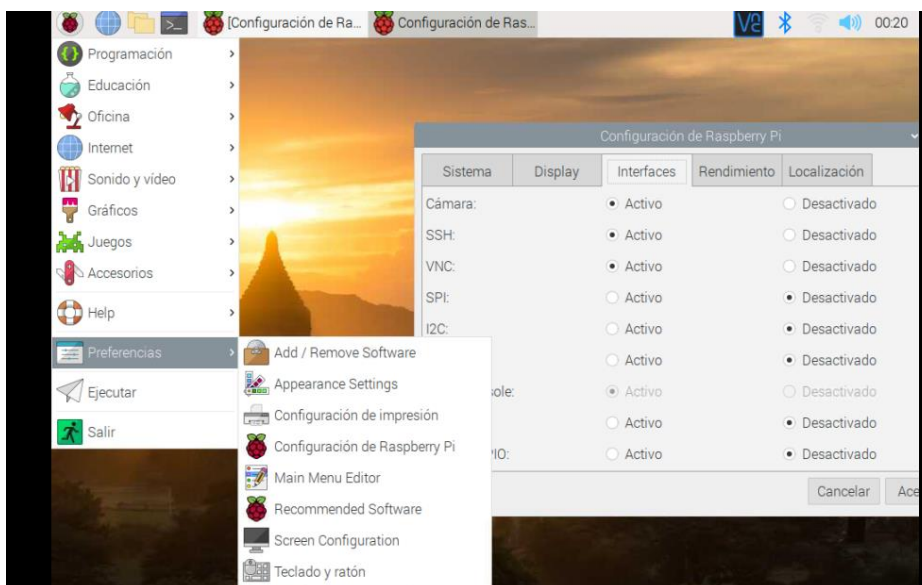 [Configuración de Ra...
Configuración de Ras...
00:20
Programación
Educación
Oficina
Internet
Sonido y vídeo
Gráficos
Juegos
Accesorios
Help
Preferencias
Ejecutar
Salir
Add / Remove Software
Appearance Settings
Configuración de impresión
Configuración de Raspberry Pi
Main Menu Editor
Recommended Software
Screen Configuration
Teclado y ratón
Configuración de Raspberry Pi
Sistema Display Interfaces Rendimiento Localización
Cámara: Activo Desactivado
SSH: Activo Desactivado
VNC: Activo Desactivado
SPI: Activo Desactivado
I2C: Activo Desactivado
Activo Desactivado
sole: Activo Desactivado
Activo Desactivado
PIO: Activo Desactivado
Cancelar Ace